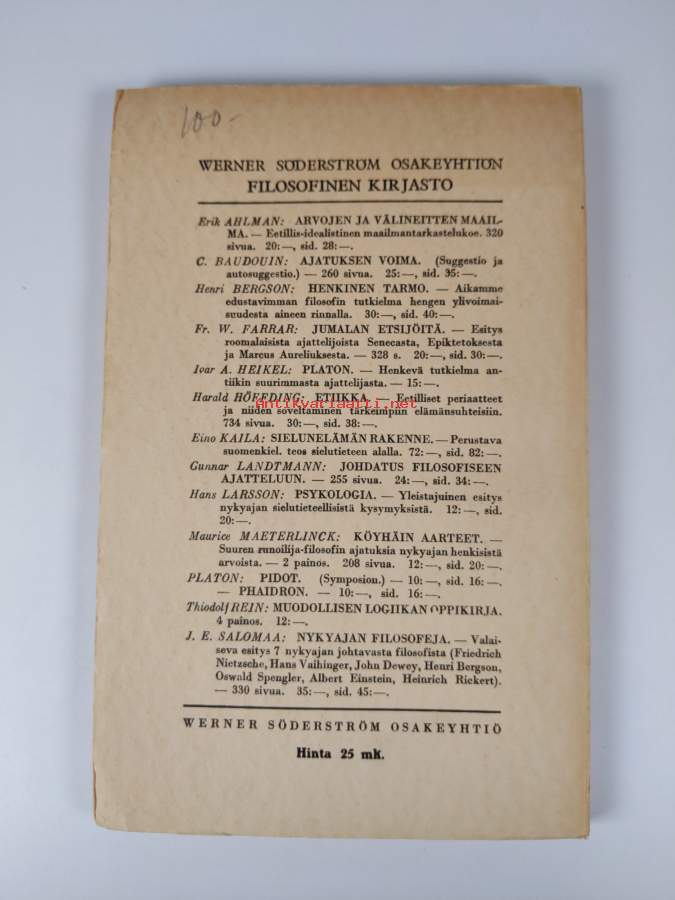 100-
WERNER SÖDERSTRÖM OSAKEYHTIÖN
FILOSOFINEN KIRJASTO
Erik AHLMAN: ARVOJEN JA VÄLINEITTEN MAAIL-
MA. — Eetillis-idealistinen maailmantarkastelukoe. 320
sivua. 20:—, sid. 28:—.
C. BAUDOUIN: AJATUKSEN VOIMA. (Suggestio ja
autosuggestio.) — 260 sivua. 25:—, sid. 35:—.
Henri BERGSON: HENKINEN TARMO. — Aikamme
edustavimman filosofin tutkielma hengen ylivoimai-
suudesta aineen rinnalla. 30:—, sid. 40:—.
Fr. W. FARRAR: JUMALAN ETSIJÖITÄ. — Esitys
roomalaisista ajattelijoista Senecasta, Epiktetoksesta
ja Marcus Aureliuksesta. — 328 s. 20:—, sid. 30:—.
Ivar A. HEIKEL: PLATON. — Henkevä tutkielma an-
tiikin suurimmasta ajattelijasta. — 15:—.
Harald HÖFFDING: ETIIKKA. — Eetilliset periaatteet
Antikvariaatti.net
ja niiden soveltaminen tärkeimpiin elämänsuhteisiin.
734 sivua. 30:—, sid. 38:—.
Eino KAILA: SIELUNELÄMÄN RAKENNE. — Perustava
suomenkiel. teos sielutieteen alalla. 72:—, sid. 82:—.
Gunnar LANDTMANN: JOHDATUS FILOSOFISEEN
AJATTELUUN. — 255 sivua. 24:—, sid. 34:—.
Hans LARSSON: PSYKOLOGIA. — Yleistajuinen esitys
nykyajan sielutieteellisistä kysymyksistä. 12:—, sid.
20:—.
Maurice MAETERLINCK: KÖYHÄIN AARTEET. —
Suuren runoilija-filosofin ajatuksia nykyajan henkisistä
arvoista. — 2 painos. 208 sivua. 12:—, sid. 20:—.
PLATON: PIDOT. (Symposion.) — 10:—, sid. 16:—.
— PHAIDRON. — 10:—, sid. 16:—.
Thiodolf REIN: MUODOLLISEN LOGIIKAN OPPIKIRJA.
4 painos. 12:—.
J. E. SALOMAA: NYKYAJAN FILOSOFEJA. — Valai-
seva esitys 7 nykyajan johtavasta filosofista (Friedrich
Nietzsche, Hans Vaihinger, John Dewey, Henri Bergson,
Oswald Spengler, Albert Einstein, Heinrich Rickert).
— 330 sivua. 35:—, sid. 45:—.
WERNER SÖDERSTRÖM OSAKEYHTIÖ
Hinta 25 mk.